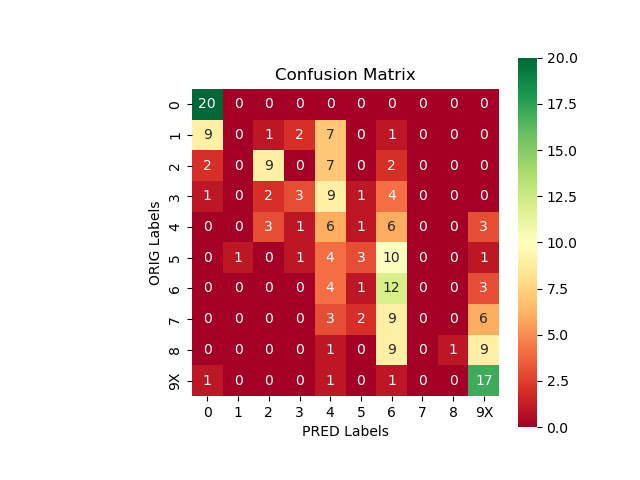 Confusion Matrix
ORIG Labels
0 20 0 0 0 0 0 0 0 0 0
1 9 0 1 2 7 0 1 0 0 0
2 2 0 9 0 7 0 2 0 0 0
3 1 0 2 3 9 1 4 0 0 0
4 0 0 3 1 6 1 6 0 0 3
5 0 1 0 1 4 3 10 0 0 1
6 0 0 0 0 4 1 12 0 0 3
7 0 0 0 0 3 2 9 0 0 6
8 0 0 0 0 1 0 9 0 1 9
9X 1 0 0 0 1 0 1 0 0 17
0 1 2 3 4 5 6 7 8 9X
PRED Labels
20.0
17.5
15.0
12.5
10.0
7.5
5.0
2.5
0.0